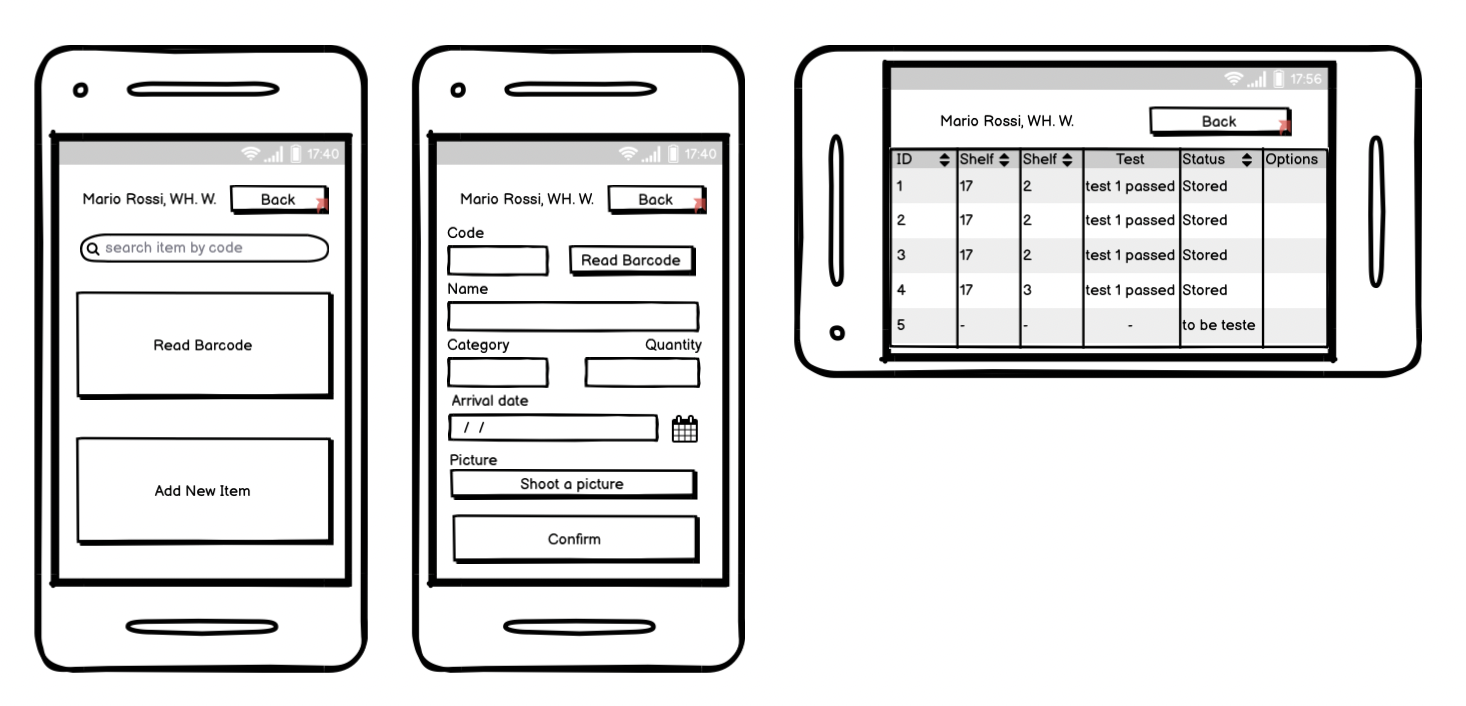 17:40
Mario Rossi, WH. W. Back
search item by code
Read Barcode
Add New Item
17:40
Mario Rossi, WH. W. Back
Code
Read Barcode
Name
Category Quantity
Arrival date
/ /
Picture
Shoot a picture
Confirm
17:56
Mario Rossi, WH. W. Back
ID Shelf Shelf Test Status Options
1 17 2 test 1 passed Stored
2 17 2 test 1 passed Stored
3 17 2 test 1 passed Stored
4 17 3 test 1 passed Stored
5 - - - to be teste